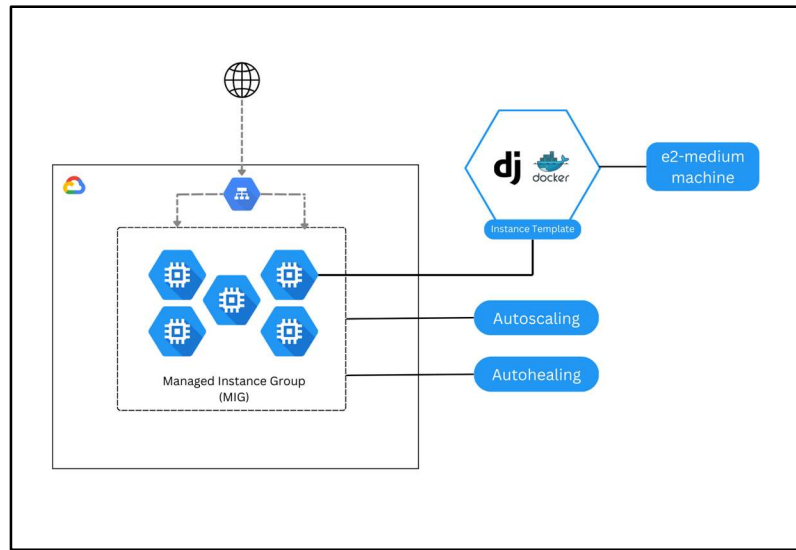 dj
docker
e2-medium
machine
Instance Template
Autoscaling
Autohealing
Managed Instance Group
(MIG)